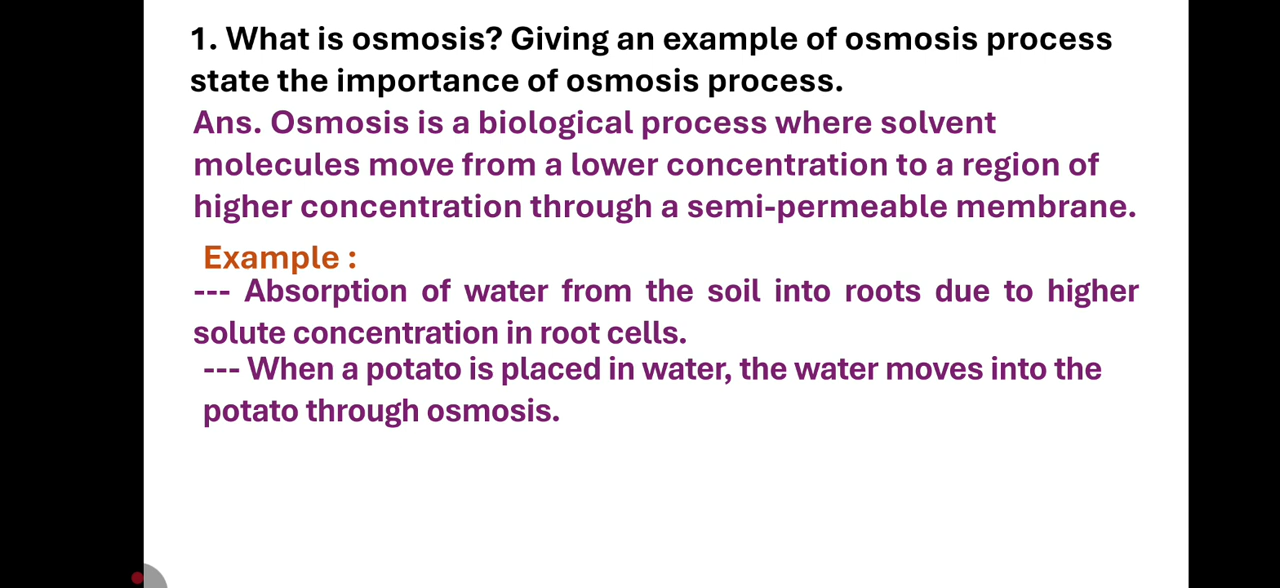 1. What is osmosis? Giving an example of osmosis process
state the importance of osmosis process.
Ans. Osmosis is a biological process where solvent
molecules move from a lower concentration to a region of
higher concentration through a semi-permeable membrane.
Example :
--- Absorption of water from the soil into roots due to higher
solute concentration in root cells.
--- When a potato is placed in water, the water moves into the
potato through osmosis.